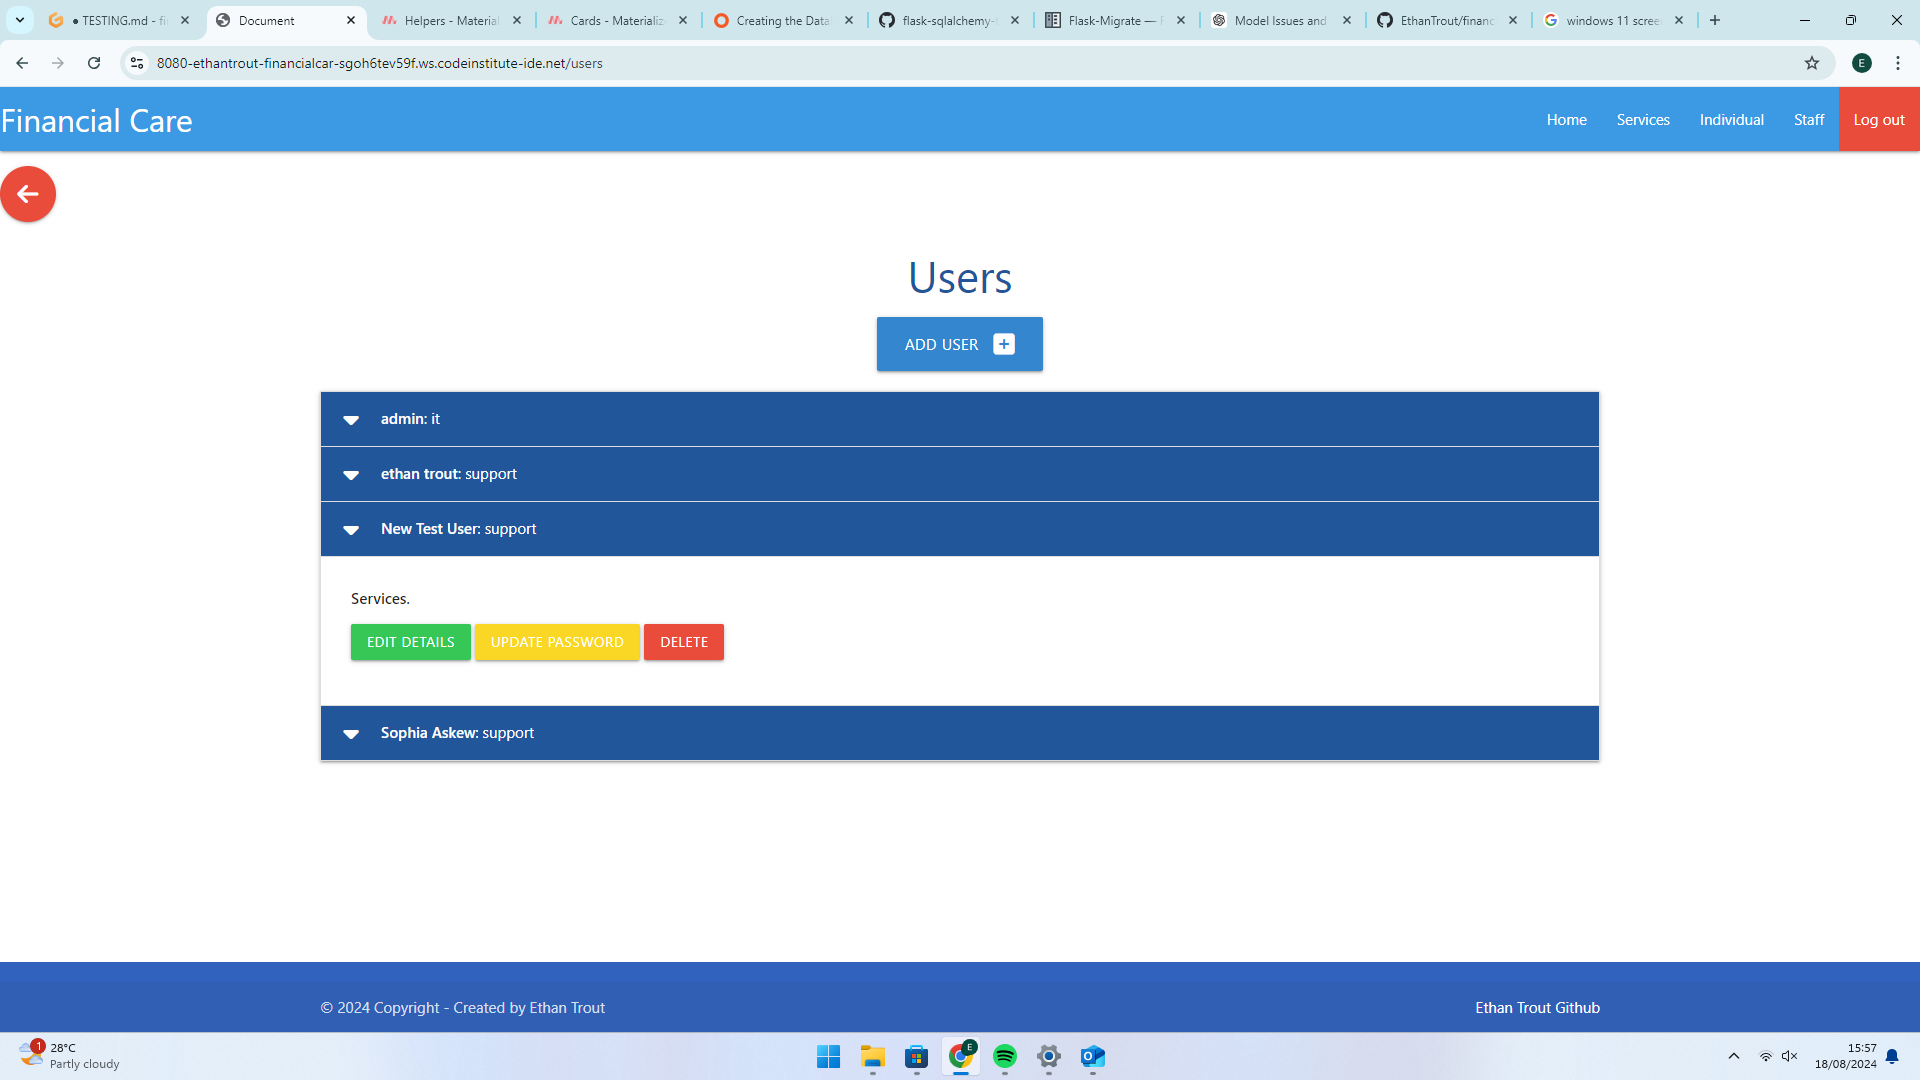 ● TESTING.md - fi
Document
Helpers - Material
Cards - Materializ
Creating the Data
flask-sqlalchemy-
Flask-Migrate —
Model Issues and
EthanTrout/financ
windows 11 scree
8080-ethantrout-financialcar-sgoh6tev59f.ws.codeinstitute-ide.net/users
E
Financial Care
Home
Services
Individual
Staff
Log out
Users
ADD USER
admin: it
ethan trout: support
New Test User: support
Services.
EDIT DETAILS
UPDATE PASSWORD
DELETE
Sophia Askew: support
© 2024 Copyright - Created by Ethan Trout
Ethan Trout Github
1
28°C
Partly cloudy
E
15:57
18/08/2024